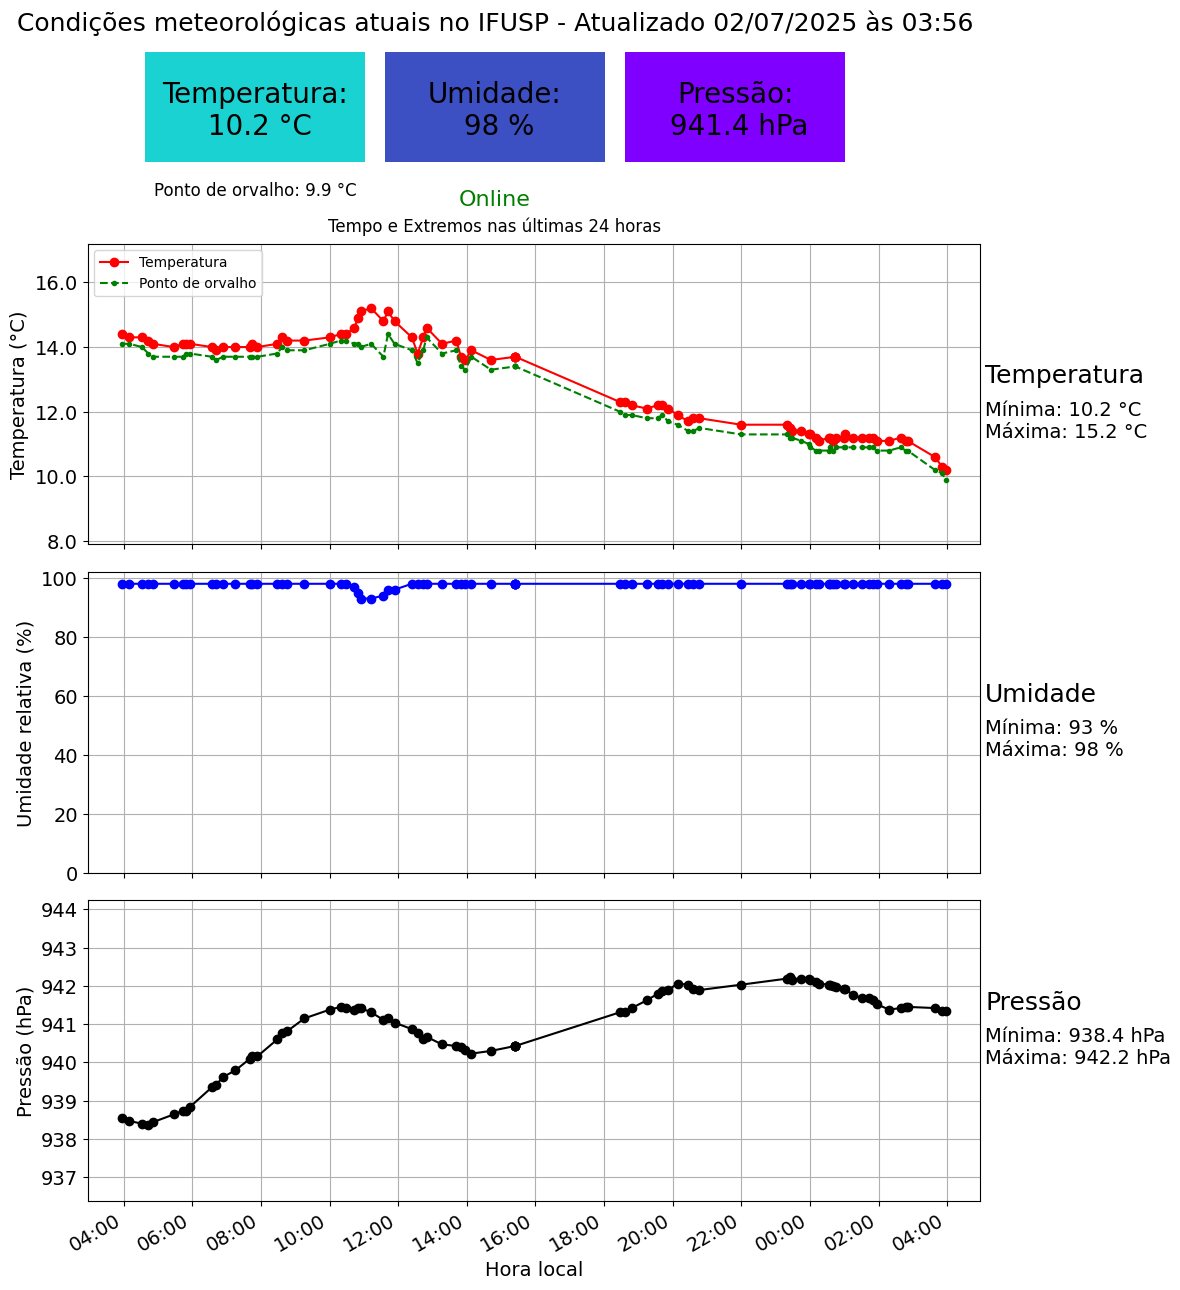 Condições meteorológicas atuais no IFUSP - Atualizado 02/07/2025 às 03:56
Temperatura:
10.2 °C
Umidade:
98 %
Pressão:
941.4 hPa
Ponto de orvalho: 9.9 °C
Online
Tempo e Extremos nas últimas 24 horas
Temperatura
Ponto de orvalho
Temperatura (°C)
16.0
14.0
12.0
10.0
8.0
Temperatura
Mínima: 10.2 °C
Máxima: 15.2 °C
Umidade relativa (%)
100
80
60
40
20
0
Umidade
Mínima: 93 %
Máxima: 98 %
Pressão (hPa)
944
943
942
941
940
939
938
937
Pressão
Mínima: 938.4 hPa
Máxima: 942.2 hPa
04:00
06:00
08:00
10:00
12:00
14:00
16:00
18:00
20:00
22:00
00:00
02:00
04:00
Hora local